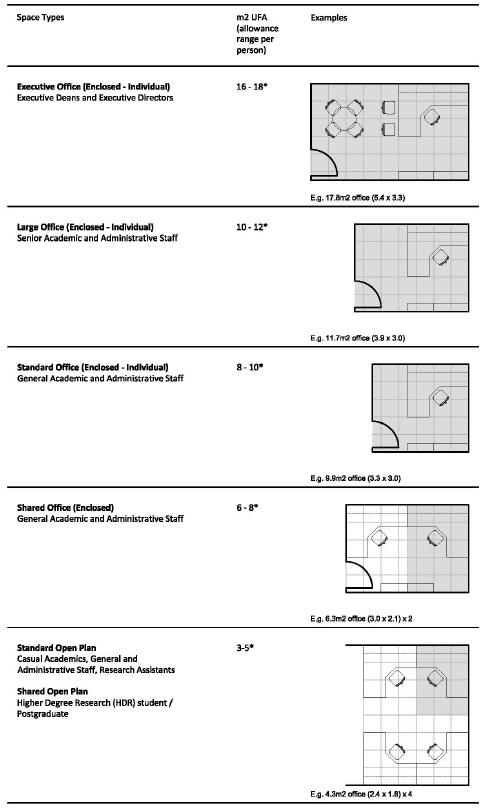 Space Types
m2 UFA
(allowance
range per
person)
Examples
Executive Office (Enclosed - Individual)
Executive Deans and Executive Directors
16 - 18*
E.g. 17.8m2 office (5.4 x 3.3)
Large Office (Enclosed - Individual)
Senior Academic and Administrative Staff
10 - 12*
E.g. 11.7m2 office (3.9 x 3.0)
Standard Office (Enclosed - Individual)
General Academic and Administrative Staff
8 - 10*
E.g. 9.9m2 office (3.3 x 3.0)
Shared Office (Enclosed)
General Academic and Administrative Staff
6 - 8*
E.g. 6.3m2 office (3.0 x 2.1) x 2
Standard Open Plan
Casual Academics, General and
Administrative Staff, Research Assistants
3-5*
Shared Open Plan
Higher Degree Research (HDR) student /
Postgraduate
E.g. 4.3m2 office (2.4 x 1.8) x 4